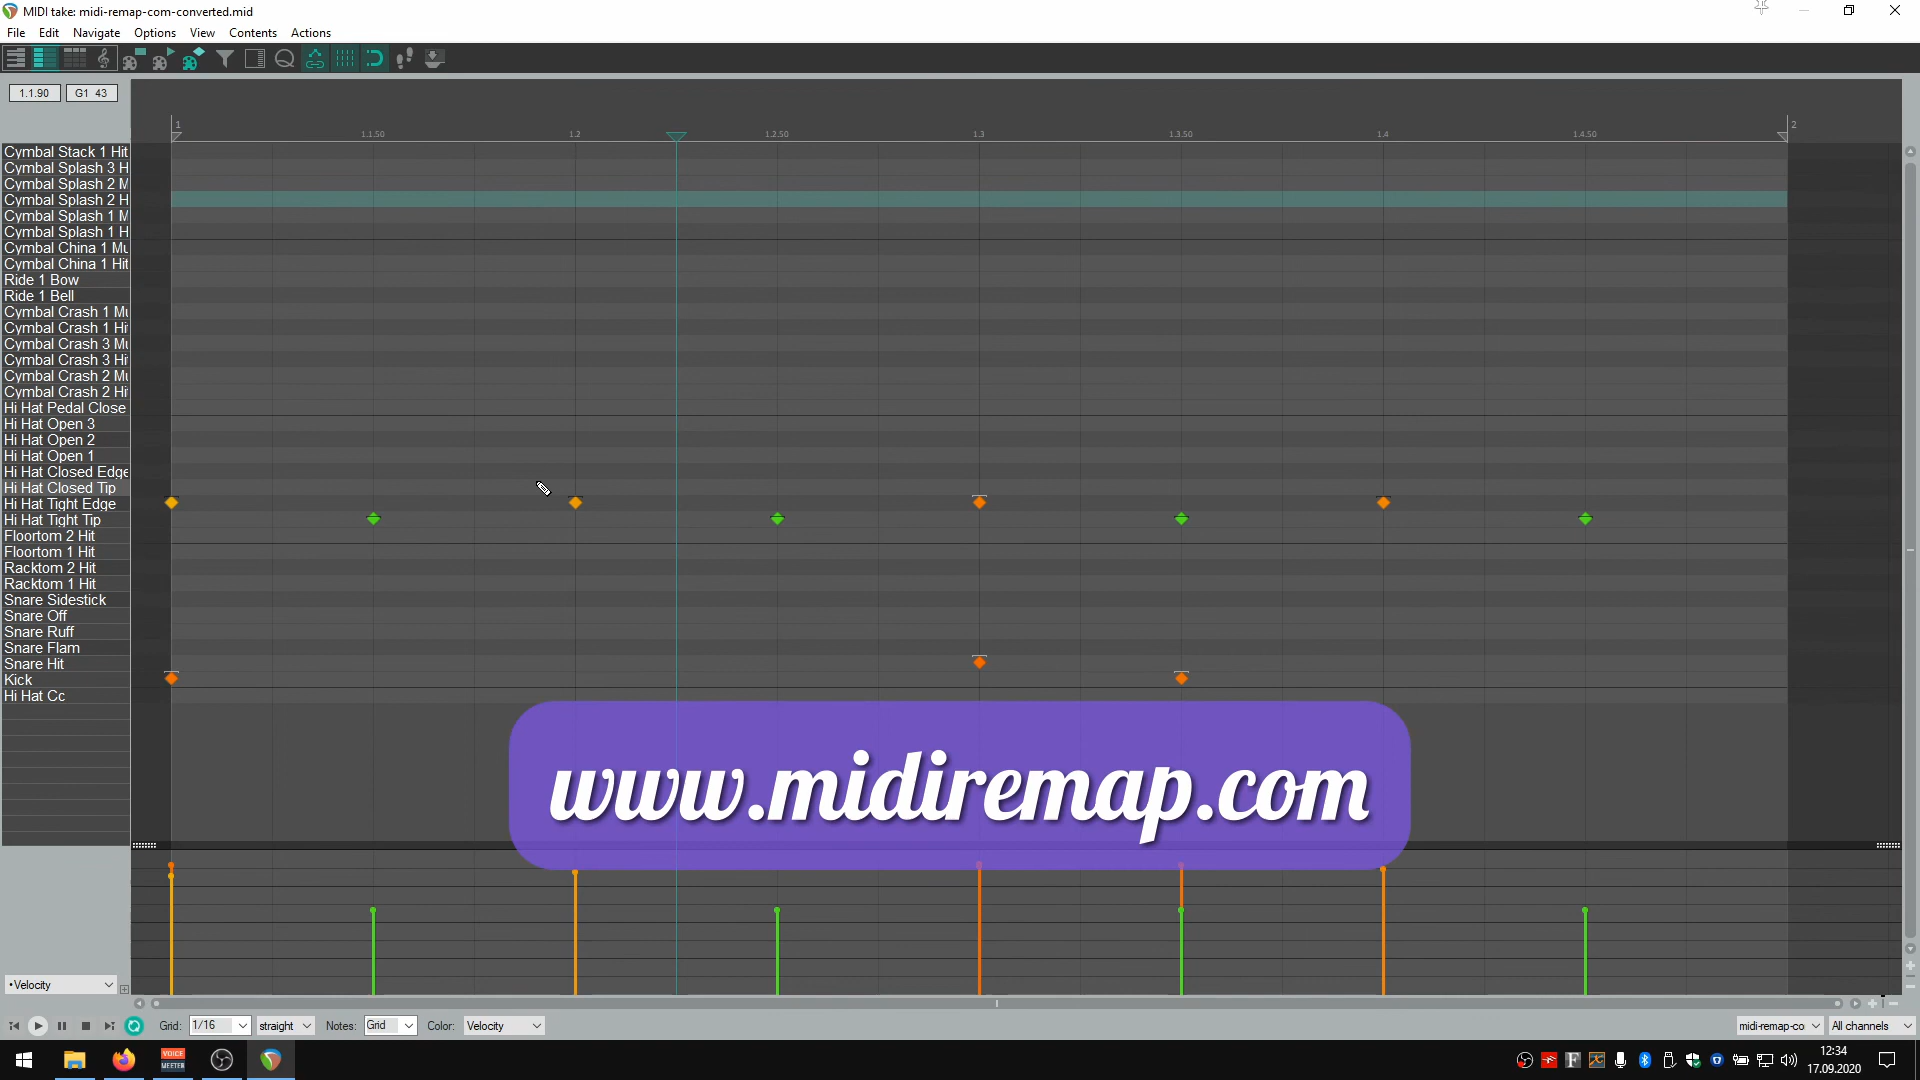 MIDI take: midi-remap-com-converted.mid
File Edit Navigate Options View Contents Actions
1.1.90 G1 43
1 1.1.50 1.2 1.2.50 1.3 1.3.50 1.4 1.4.50 2
Cymbal Stack 1 Hit
Cymbal Splash 3 H
Cymbal Splash 2 M
Cymbal Splash 2 H
Cymbal Splash 1 M
Cymbal Splash 1 H
Cymbal China 1 Mu
Cymbal China 1 Hit
Ride 1 Bow
Ride 1 Bell
Cymbal Crash 1 Mu
Cymbal Crash 1 Hi
Cymbal Crash 3 Mu
Cymbal Crash 3 Hi
Cymbal Crash 2 Mu
Cymbal Crash 2 Hi
Hi Hat Pedal Close
Hi Hat Open 3
Hi Hat Open 2
Hi Hat Open 1
Hi Hat Closed Edge
Hi Hat Closed Tip
Hi Hat Tight Edge
Hi Hat Tight Tip
Floortom 2 Hit
Floortom 1 Hit
Racktom 2 Hit
Racktom 1 Hit
Snare Sidestick
Snare Off
Snare Ruff
Snare Flam
Snare Hit
Kick
Hi Hat Cc
www.midiremap.com
•Velocity
Grid: 1/16 straight Notes: Grid Color: Velocity midi-remap-co All channels
VOICE
MEETER
12:34
17.09.2020